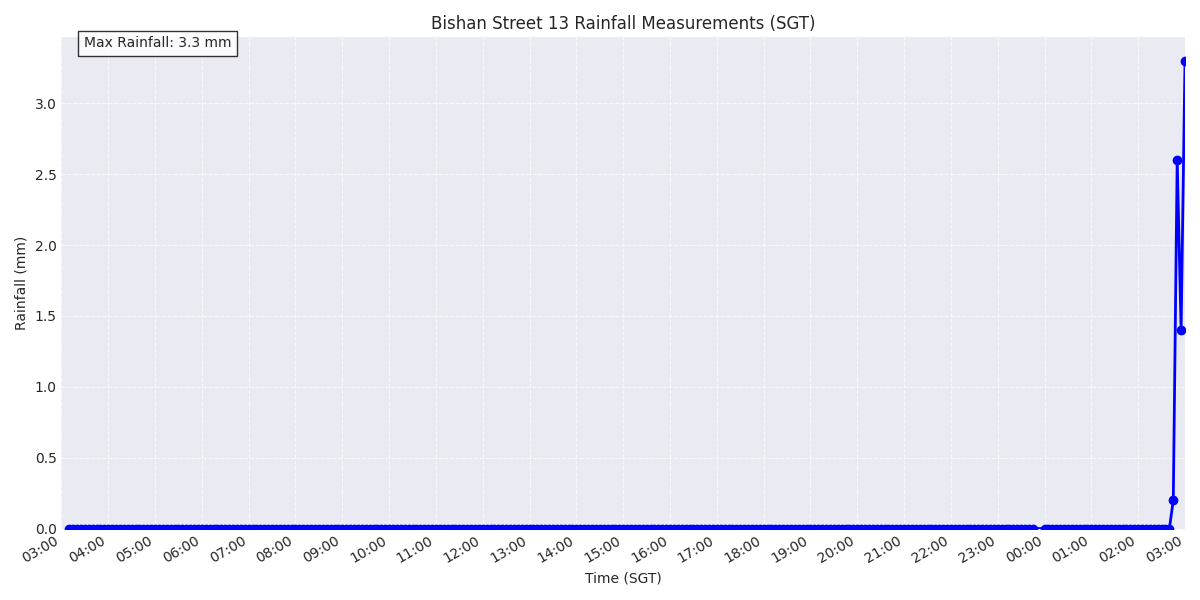 Bishan Street 13 Rainfall Measurements (SGT)
Max Rainfall: 3.3 mm
3.0
2.5
2.0
1.5
1.0
0.5
0.0
Rainfall (mm)
03:00 04:00 05:00 06:00 07:00 08:00 09:00 10:00 11:00 12:00 13:00 14:00 15:00 16:00 17:00 18:00 19:00 20:00 21:00 22:00 23:00 00:00 01:00 02:00 03:00
Time (SGT)